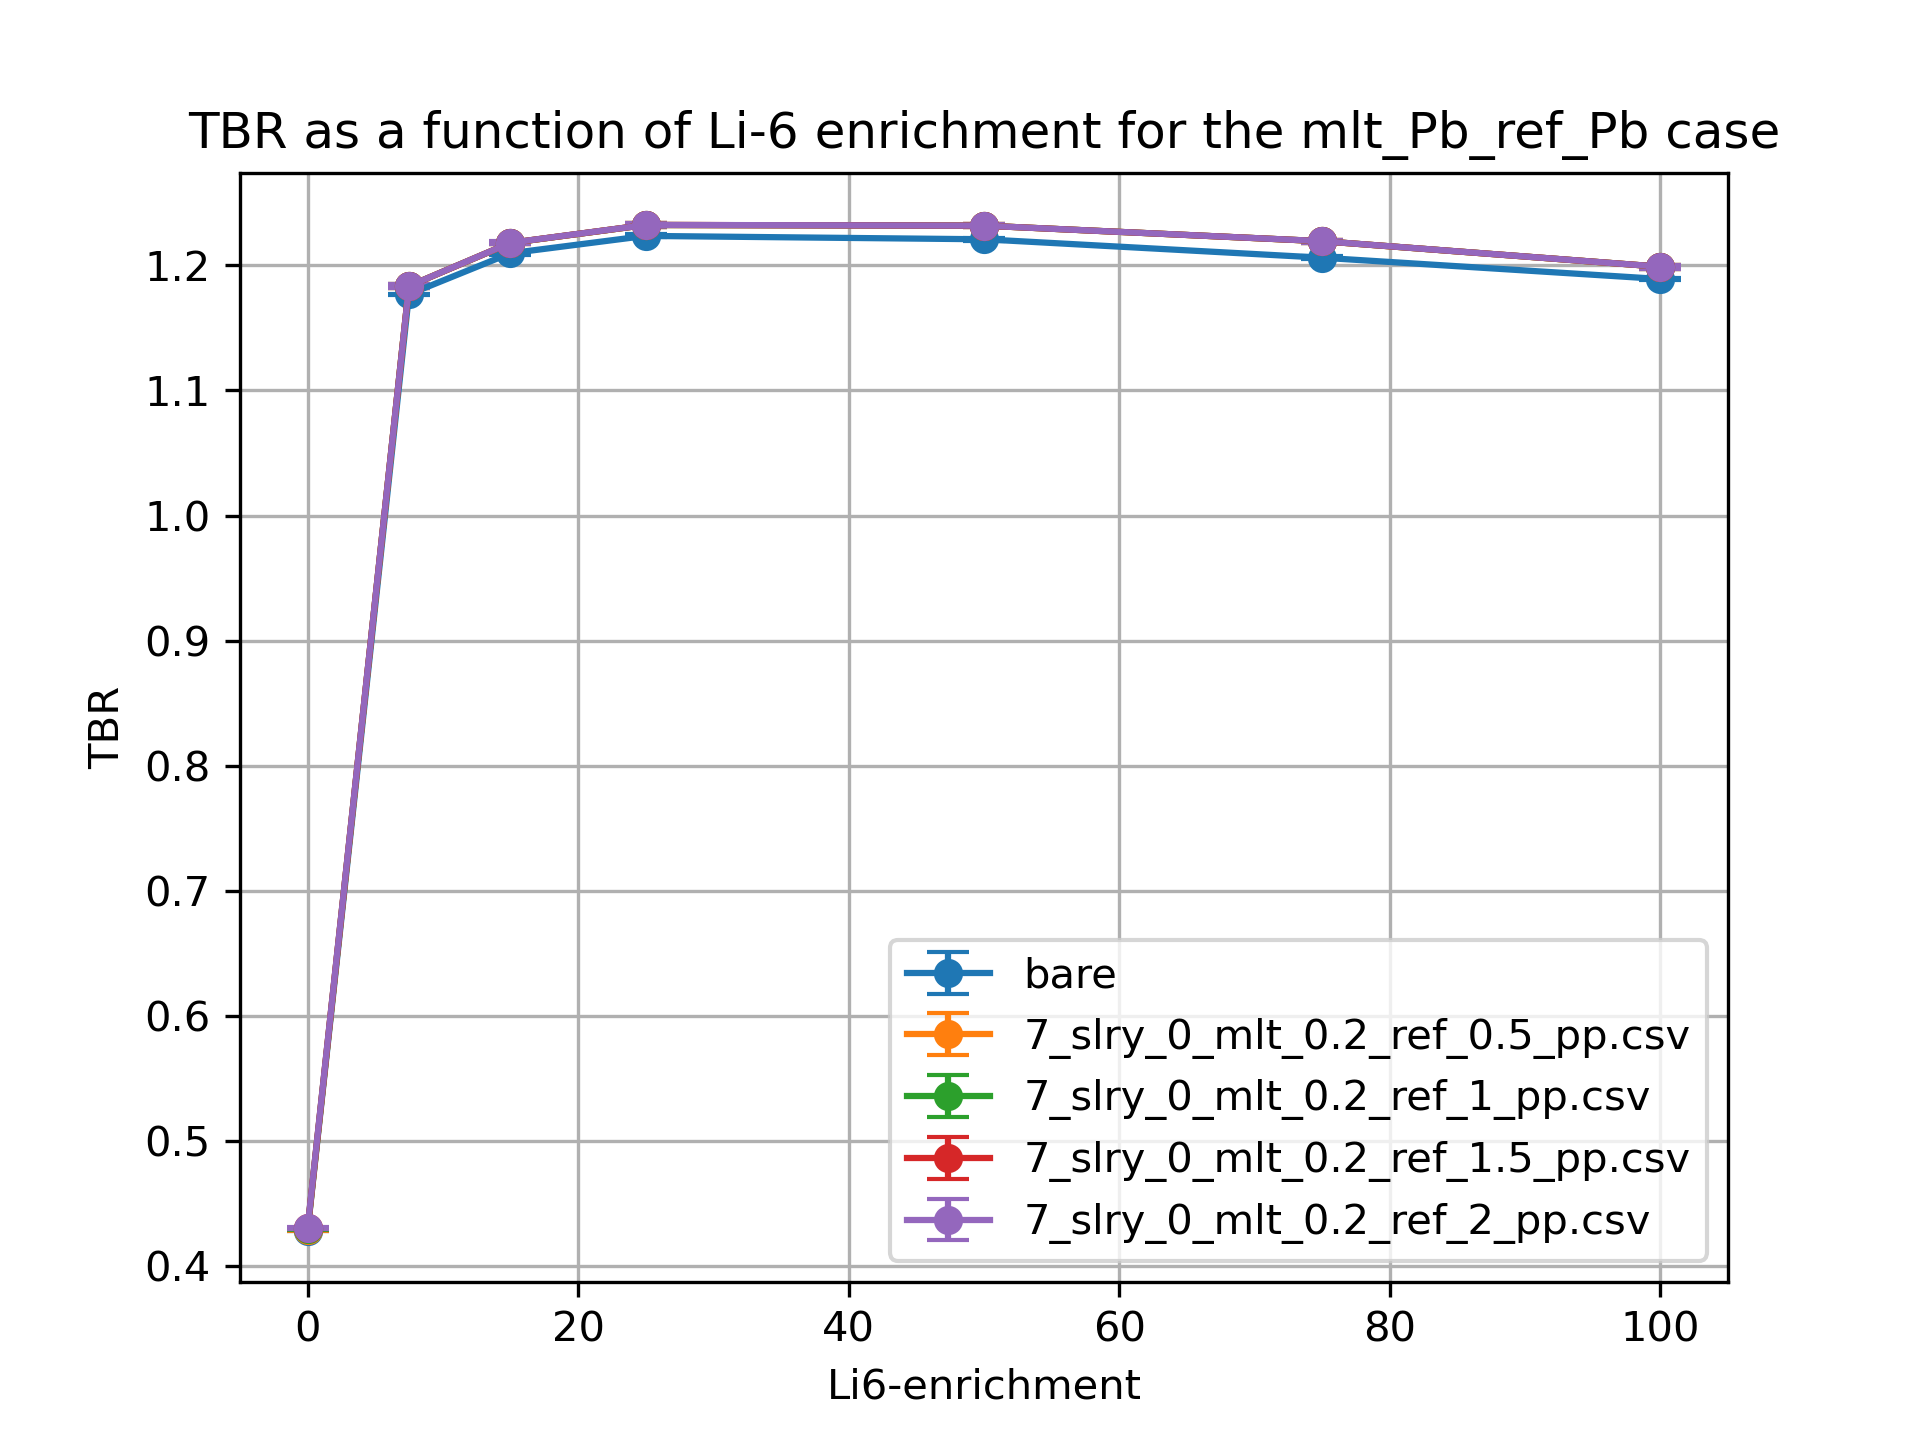 TBR as a function of Li-6 enrichment for the mlt_Pb_ref_Pb case
1.2
1.1
1.0
0.9
0.8
0.7
0.6
0.5
0.4
TBR
bare
7_slry_0_mlt_0.2_ref_0.5_pp.csv
7_slry_0_mlt_0.2_ref_1_pp.csv
7_slry_0_mlt_0.2_ref_1.5_pp.csv
7_slry_0_mlt_0.2_ref_2_pp.csv
0 20 40 60 80 100
Li6-enrichment